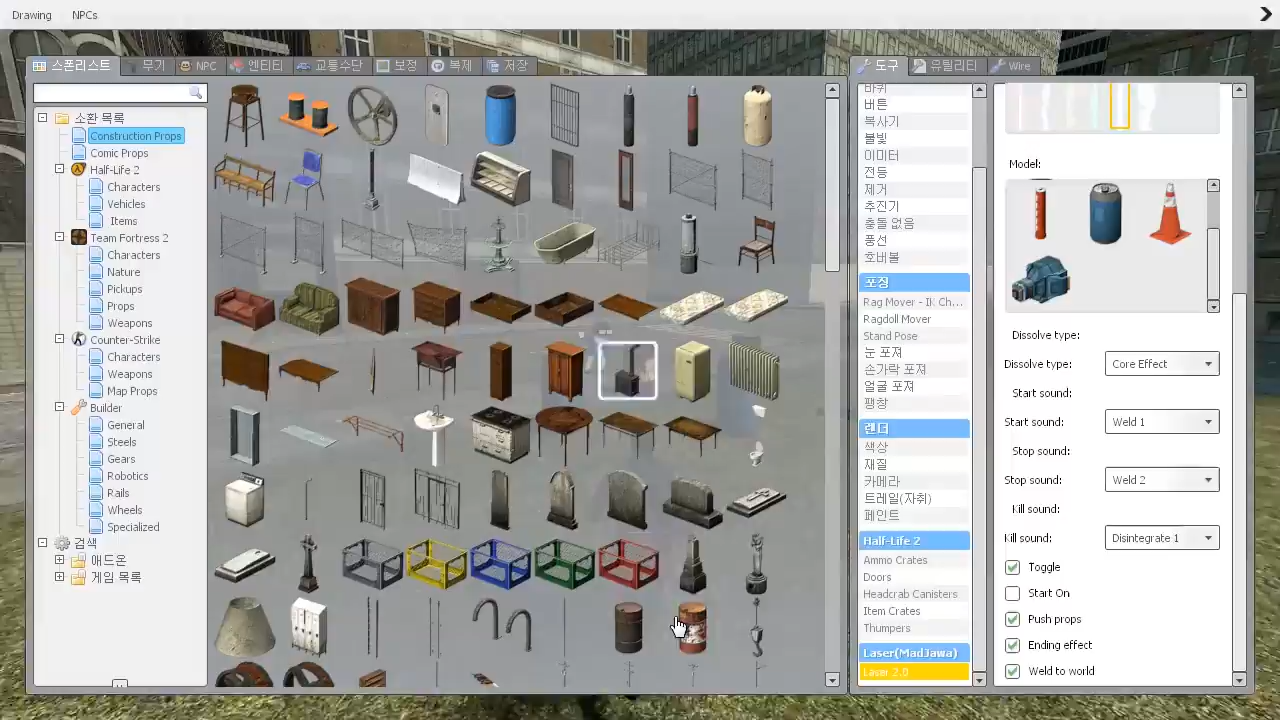 Drawing NPCs
스폰리스트 무기 NPC 엔티티 교통수단 보정 복제 저장
도구 유틸리티 Wire
소환 목록
Construction Props
Comic Props
Half-Life 2
Characters
Vehicles
Items
Team Fortress 2
Characters
Nature
Pickups
Props
Weapons
Counter-Strike
Characters
Weapons
Map Props
Builder
General
Steels
Gears
Robotics
Rails
Wheels
Specialized
검색
애드온
게임 목록
바퀴
버튼
복사기
불빛
이미터
전등
제거
추진기
충돌 없음
풍선
호버볼
포징
Ragdoll Mover
Stand Pose
눈 포져
손가락 포져
얼굴 포져
팽창
렌더
색상
재질
카메라
트레일(자취)
페인트
Half-Life 2
Ammo Crates
Doors
Headcrab Canisters
Item Crates
Thumpers
Laser(MadJawa)
Laser 2.0
Model:
Dissolve type:
Dissolve type: Core Effect
Start sound:
Start sound: Weld 1
Stop sound:
Stop sound: Weld 2
Kill sound:
Kill sound: Disintegrate 1
Toggle
Start On
Push props
Ending effect
Weld to world